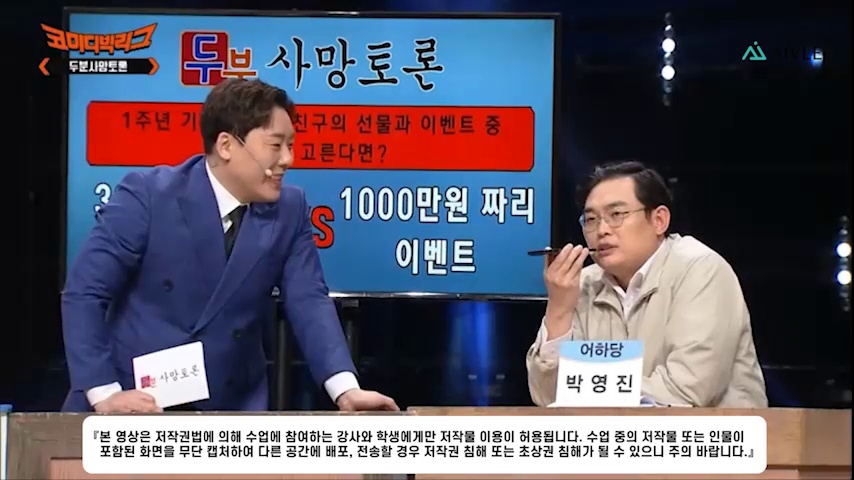 코미디빅리그
두분사망토론
두부 사망토론
1주년 기 친구의 선물과 이벤트 중
고른다면?
3 VS 1000만원 짜리
이벤트
어하당
박영진
두부 사망토론
『본 영상은 저작권법에 의해 수업에 참여하는 강사와 학생에게만 저작물 이용이 허용됩니다. 수업 중의 저작물 또는 인물이
포함된 화면을 무단 캡처하여 다른 공간에 배포, 전송할 경우 저작권 침해 또는 초상권 침해가 될 수 있으니 주의 바랍니다.』